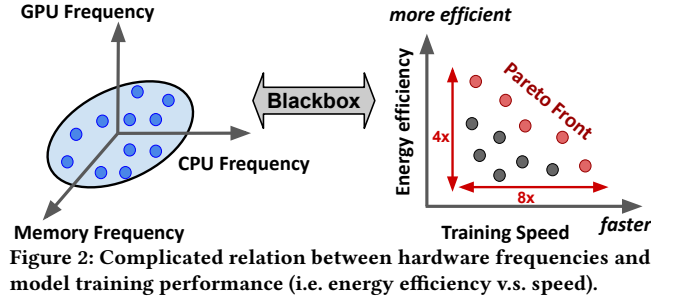 GPU Frequency
CPU Frequency
Memory Frequency
Blackbox
more efficient
Energy efficiency
4x
Pareto Front
8x
Training Speed
faster
Figure 2: Complicated relation between hardware frequencies and
model training performance (i.e. energy efficiency v.s. speed).